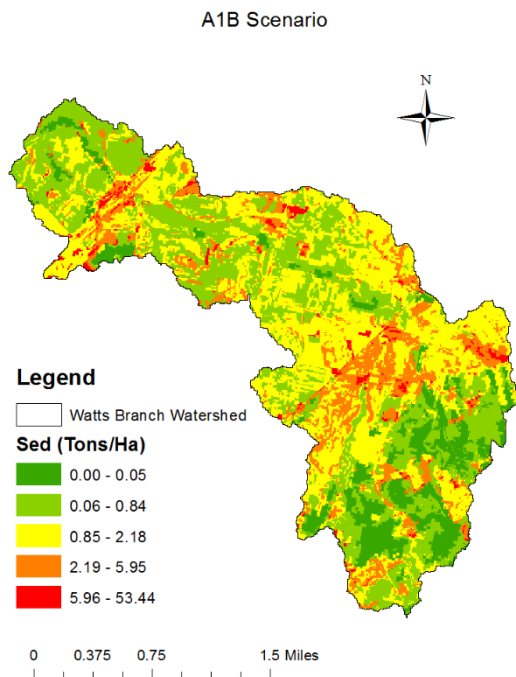 A1B Scenario
N
Legend
Watts Branch Watershed
Sed (Tons/Ha)
0.00 - 0.05
0.06 - 0.84
0.85 - 2.18
2.19 - 5.95
5.96 - 53.44
0 0.375 0.75 1.5 Miles